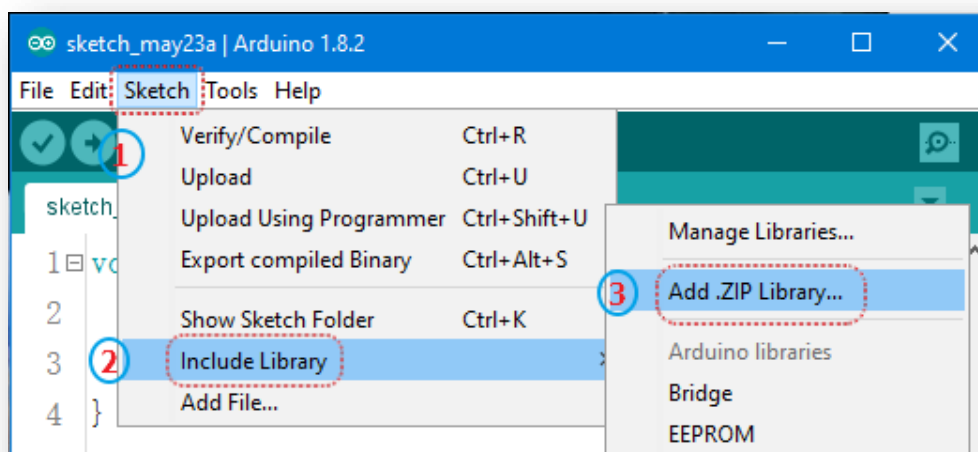 sketch_may23a | Arduino 1.8.2
File Edit Sketch Tools Help
1
Verify/Compile Ctrl+R
Upload Ctrl+U
Upload Using Programmer Ctrl+Shift+U
Export compiled Binary Ctrl+Alt+S
Show Sketch Folder Ctrl+K
2 Include Library
Add File...
Manage Libraries...
3 Add .ZIP Library...
Arduino libraries
Bridge
EEPROM
sketch_
1 vo
2
3
4 }